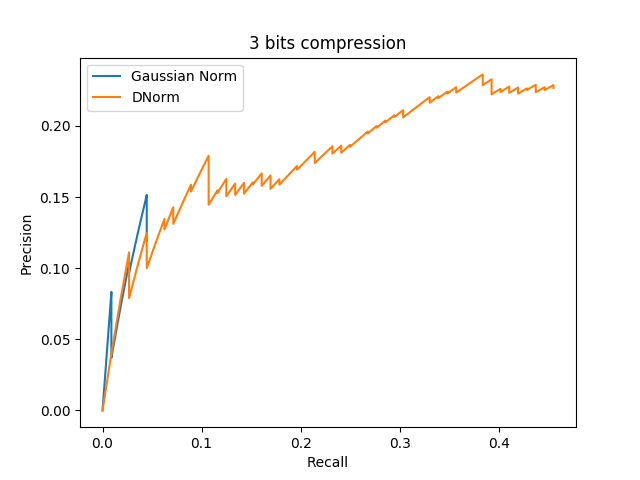 3 bits compression
Gaussian Norm
DNorm
Precision
0.20
0.15
0.10
0.05
0.00
0.0 0.1 0.2 0.3 0.4
Recall